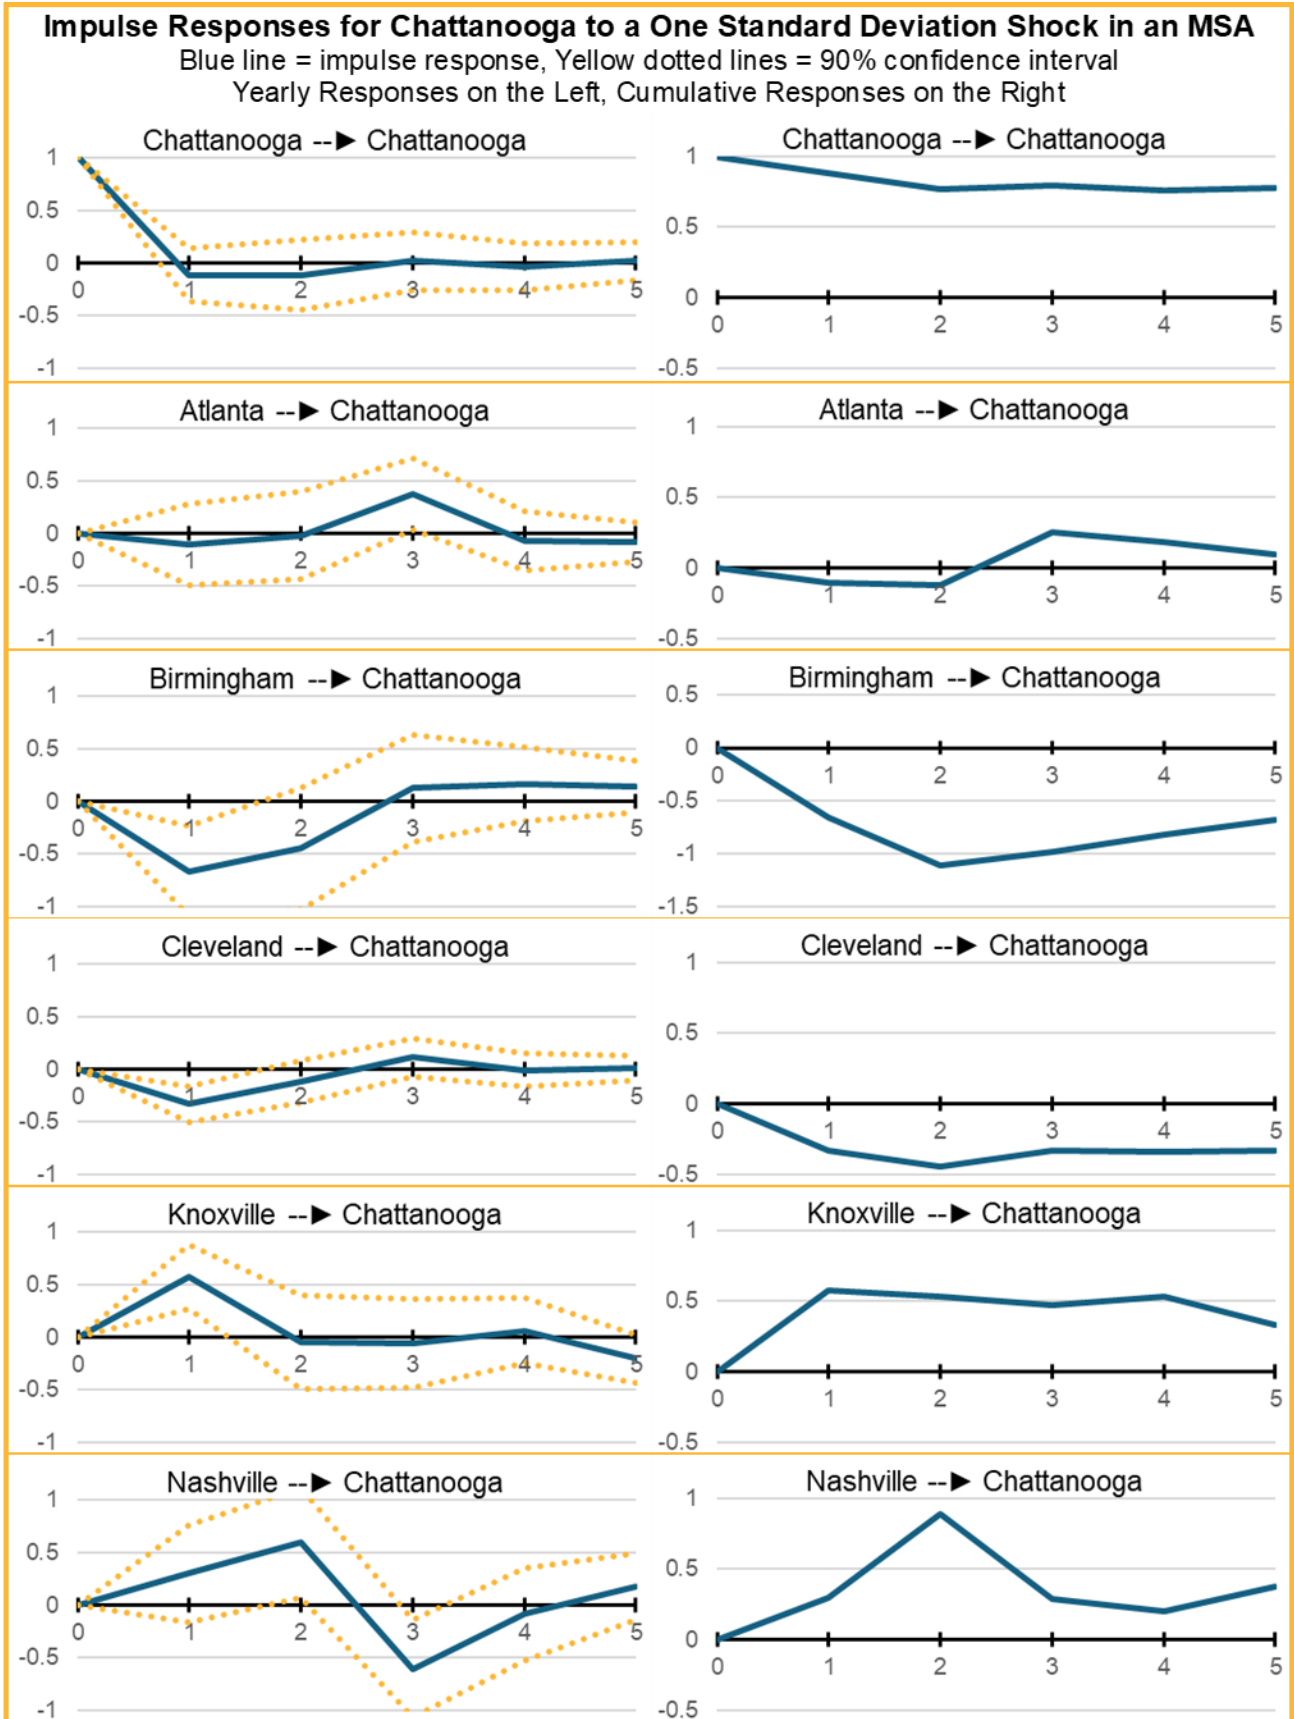 Impulse Responses for Chattanooga to a One Standard Deviation Shock in an MSA
Blue line = impulse response, Yellow dotted lines = 90% confidence interval
Yearly Responses on the Left, Cumulative Responses on the Right
Chattanooga --► Chattanooga
1
0.5
0
-0.5
-1
0 1 2 3 4 5
Chattanooga --► Chattanooga
1
0.5
0
-0.5
0 1 2 3 4 5
Atlanta --► Chattanooga
1
0.5
0
-0.5
-1
0 1 2 3 4 5
Atlanta --► Chattanooga
1
0.5
0
-0.5
0 1 2 3 4 5
Birmingham --► Chattanooga
1
0.5
0
-0.5
-1
0 1 2 3 4 5
Birmingham --► Chattanooga
0.5
0
-0.5
-1
-1.5
0 1 2 3 4 5
Cleveland --► Chattanooga
1
0.5
0
-0.5
-1
0 1 2 3 4 5
Cleveland --► Chattanooga
1
0.5
0
-0.5
0 1 2 3 4 5
Knoxville --► Chattanooga
1
0.5
0
-0.5
-1
0 1 2 3 4 5
Knoxville --► Chattanooga
1
0.5
0
-0.5
0 1 2 3 4 5
Nashville --► Chattanooga
1
0.5
0
-0.5
-1
0 1 2 3 4 5
Nashville --► Chattanooga
1
0.5
0
-0.5
0 1 2 3 4 5